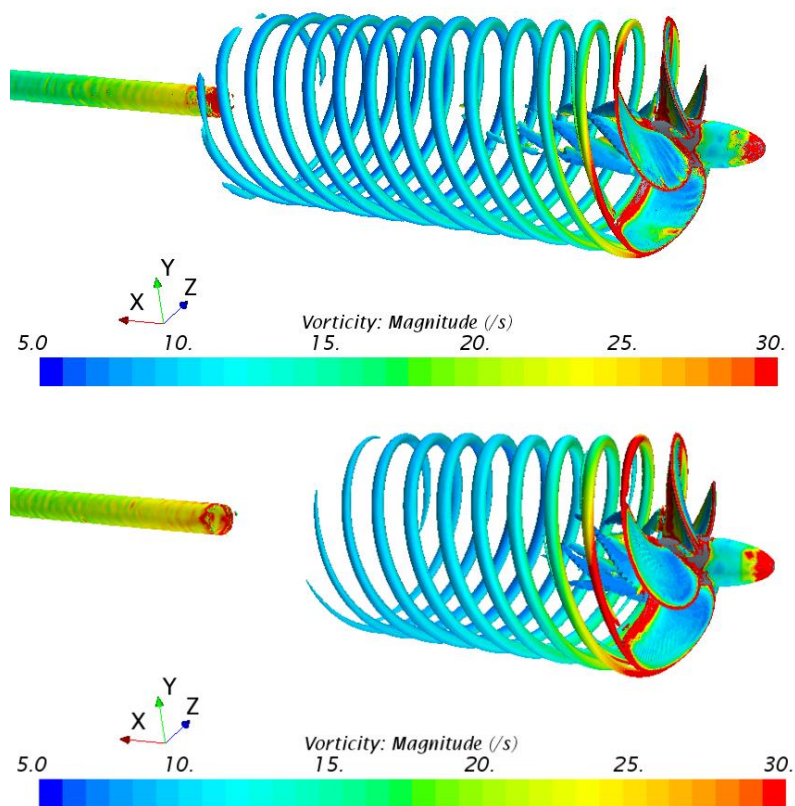 Y
Z
X
Vorticity: Magnitude (/s)
5.0 10. 15. 20. 25. 30.
Y
Z
X
Vorticity: Magnitude (/s)
5.0 10. 15. 20. 25. 30.